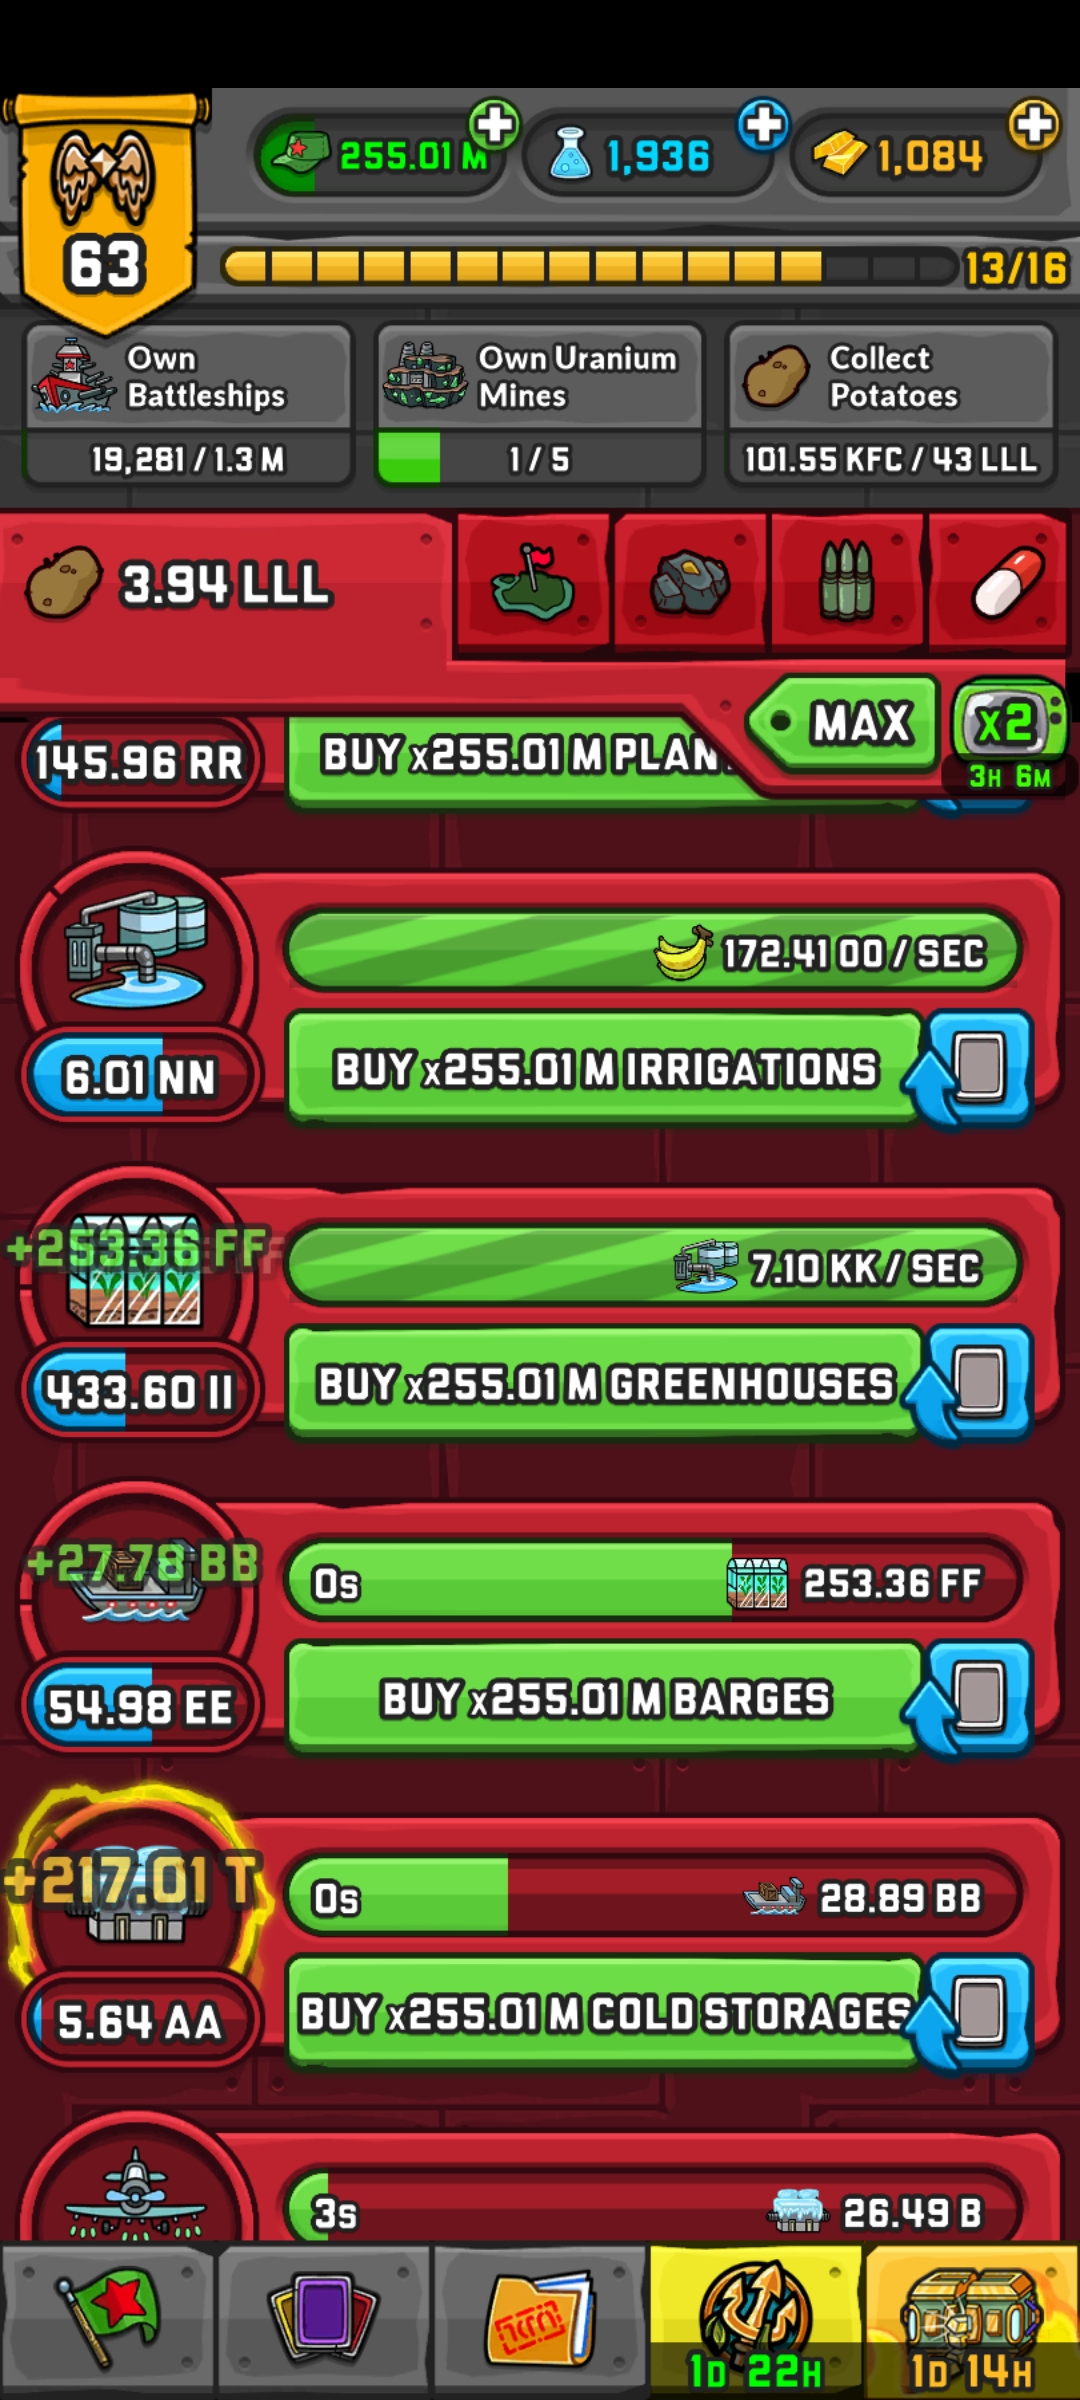 255.01 M
1,936
1,084
63
13/16
Own
Battleships
19,281 / 1.3 M
Own Uranium
Mines
1 / 5
Collect
Potatoes
101.55 KFC / 43 LLL
3.94 LLL
MAX
x2
3H 6M
145.96 RR
BUY x255.01 M PLAN
172.41 OO / SEC
6.01 NN
BUY x255.01 M IRRIGATIONS
+253.36 FF
7.10 KK / SEC
433.60 II
BUY x255.01 M GREENHOUSES
+27.78 BB
0s
253.36 FF
54.98 EE
BUY x255.01 M BARGES
+217.01 T
0s
28.89 BB
5.64 AA
BUY x255.01 M COLD STORAGES
3s
26.49 B
1D 22H
1D 14H